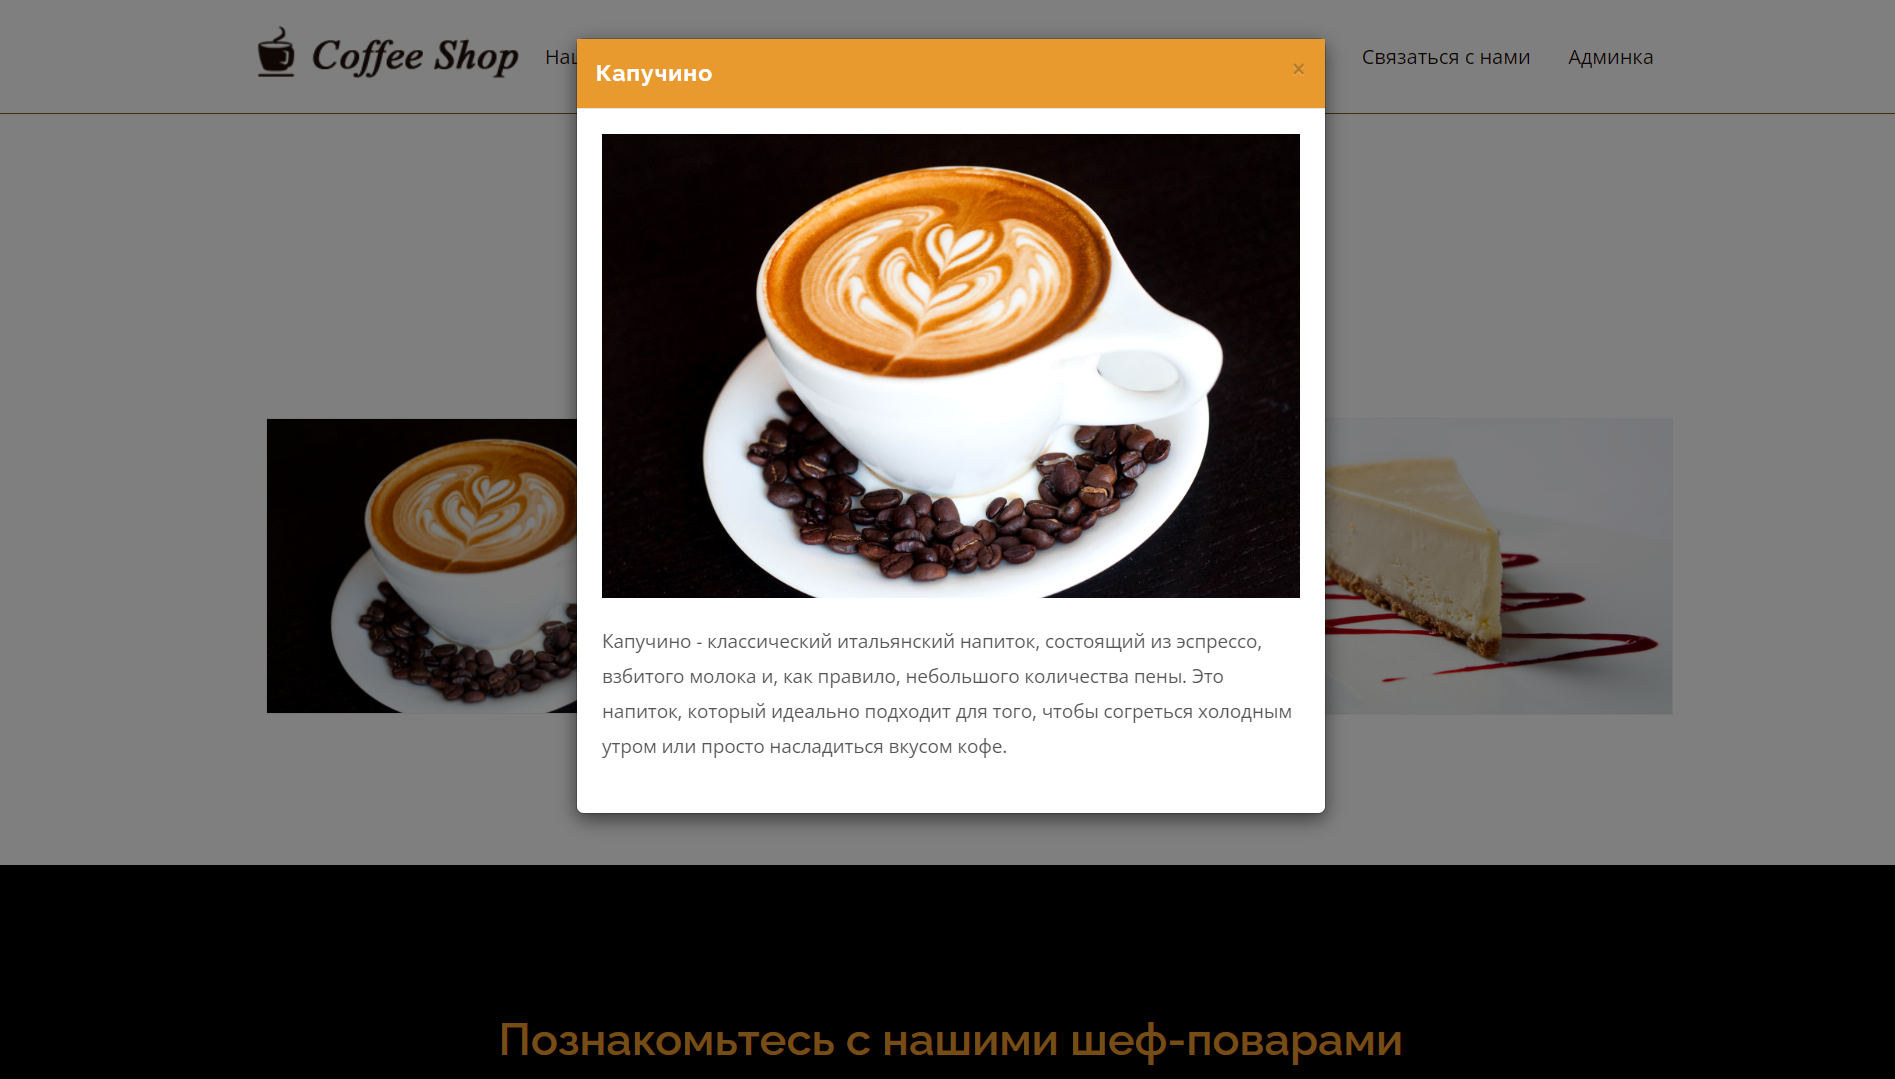 Coffee Shop
Связаться с нами
Админка
Капучино
×
Капучино - классический итальянский напиток, состоящий из эспрессо,
взбитого молока и, как правило, небольшого количества пены. Это
напиток, который идеально подходит для того, чтобы согреться холодным
утром или просто насладиться вкусом кофе.
Познакомьтесь с нашими шеф-поварами